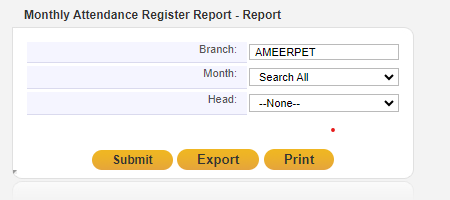 Monthly Attendance Register Report - Report
Branch: AMEERPET
Month: Search All
Head: --None--
Submit Export Print